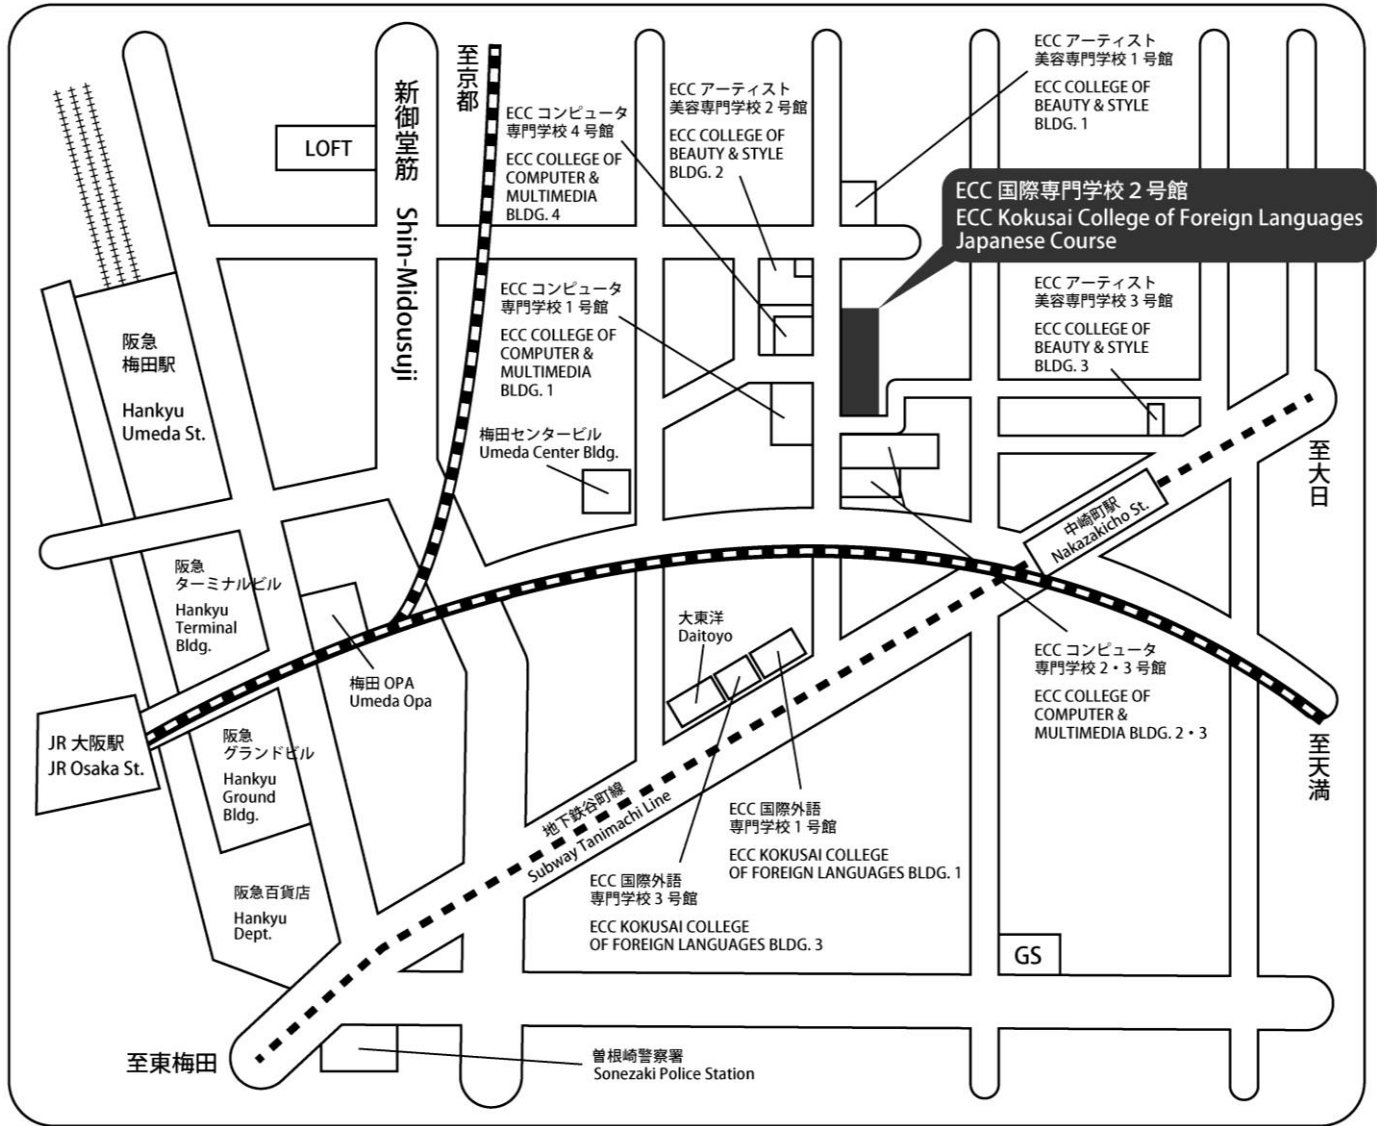 至京都
新御堂筋 Shin-Midousuji
LOFT
ECC コンピュータ
専門学校 4 号館
ECC COLLEGE OF
COMPUTER &
MULTIMEDIA
BLDG. 4
ECC アーティスト
美容専門学校 2 号館
ECC COLLEGE OF
BEAUTY & STYLE
BLDG. 2
ECC アーティスト
美容専門学校 1 号館
ECC COLLEGE OF
BEAUTY & STYLE
BLDG. 1
ECC 国際専門学校 2 号館
ECC Kokusai College of Foreign Languages
Japanese Course
ECC コンピュータ
専門学校 1 号館
ECC COLLEGE OF
COMPUTER &
MULTIMEDIA
BLDG. 1
ECC アーティスト
美容専門学校 3 号館
ECC COLLEGE OF
BEAUTY & STYLE
BLDG. 3
阪急
梅田駅
Hankyu
Umeda St.
梅田センタービル
Umeda Center Bldg.
至大日
中崎町駅
Nakazakicho St.
阪急
ターミナルビル
Hankyu
Terminal
Bldg.
大東洋
Daitoyo
梅田 OPA
Umeda Opa
ECC コンピュータ
専門学校 2・3 号館
ECC COLLEGE OF
COMPUTER &
MULTIMEDIA BLDG. 2・3
JR 大阪駅
JR Osaka St.
阪急
グランドビル
Hankyu
Ground
Bldg.
至天満
地下鉄谷町線
Subway Tanimachi Line
ECC 国際外語
専門学校 1 号館
ECC KOKUSAI COLLEGE
OF FOREIGN LANGUAGES BLDG. 1
ECC 国際外語
専門学校 3 号館
ECC KOKUSAI COLLEGE
OF FOREIGN LANGUAGES BLDG. 3
阪急百貨店
Hankyu
Dept.
GS
至東梅田
曽根崎警察署
Sonezaki Police Station